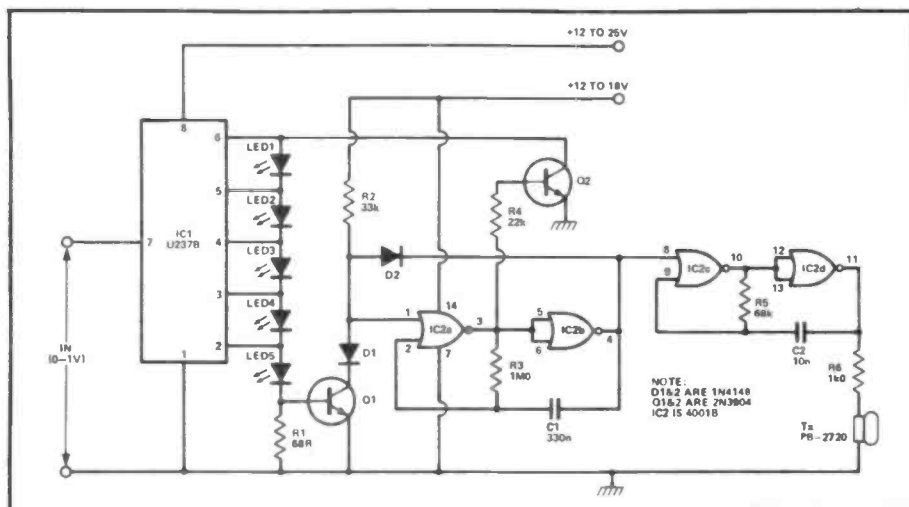 +12 TO 25V
+12 TO 18V
8
6
LED1
5
LED2
4
LED3
3
LED4
2
LED5
1
7
IC1
U237B
IN
(0-1V)
R1
68R
R2
33k
D1
D2
Q1
Q2
R4
22k
1
2
14
IC2a
3
7
R3
1M0
5
6
IC2b
4
C1
330n
8
9
IC2c
10
R5
68k
12
13
IC2d
11
C2
10n
R6
1k0
Tx
PB-2720
NOTE:
D1&2 ARE 1N4148
Q1&2 ARE 2N3904
IC2 IS 4001B